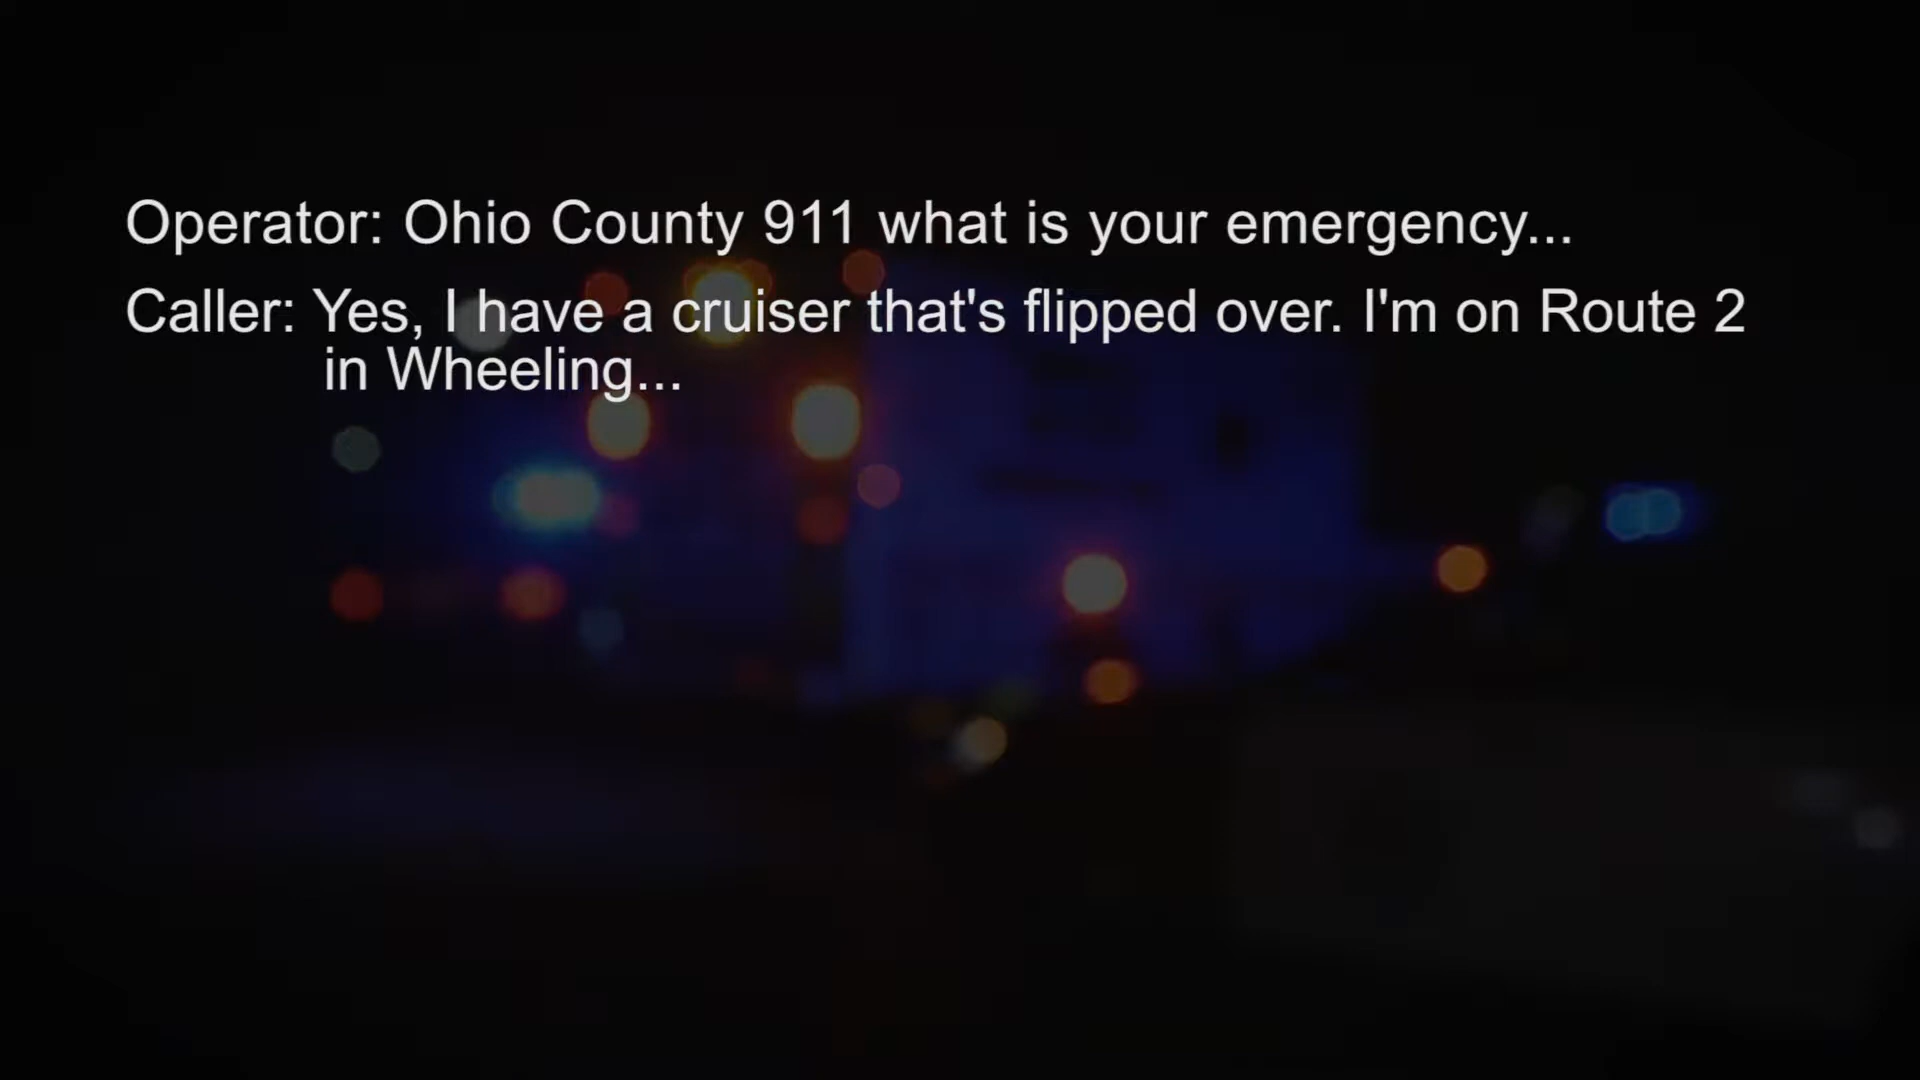 Operator: Ohio County 911 what is your emergency...
Caller: Yes, I have a cruiser that's flipped over. I'm on Route 2
in Wheeling...